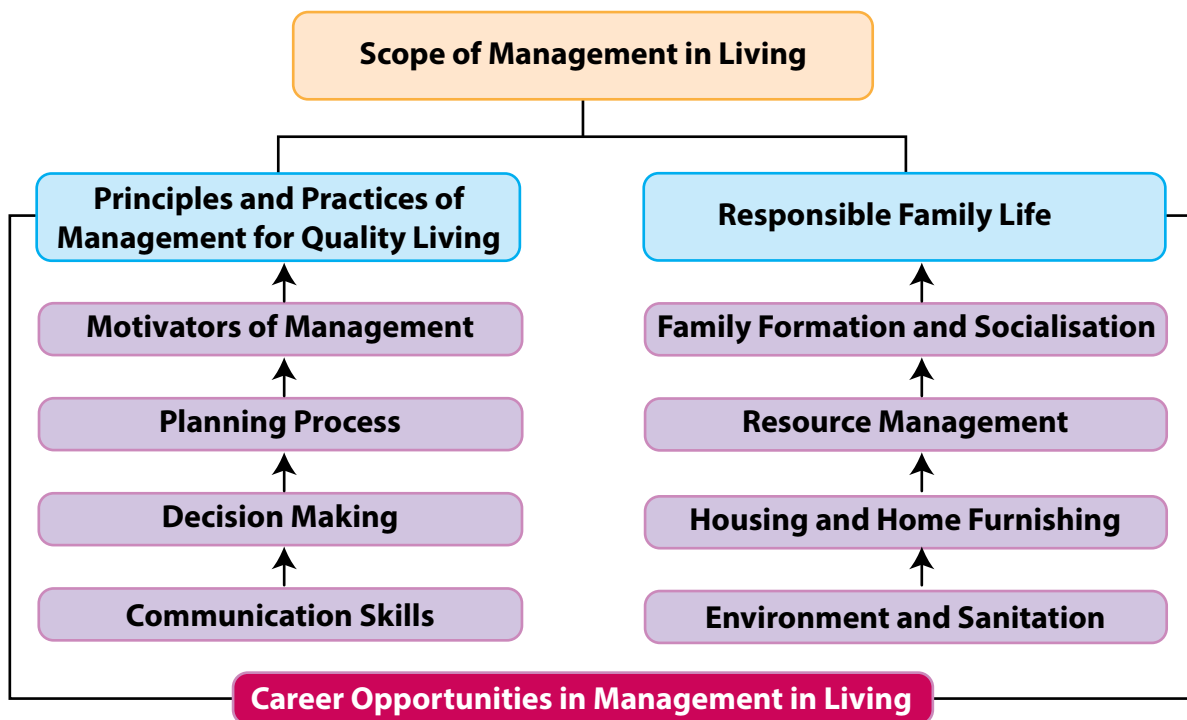 Scope of Management in Living
Principles and Practices of
Management for Quality Living
Motivators of Management
Planning Process
Decision Making
Communication Skills
Responsible Family Life
Family Formation and Socialisation
Resource Management
Housing and Home Furnishing
Environment and Sanitation
Career Opportunities in Management in Living